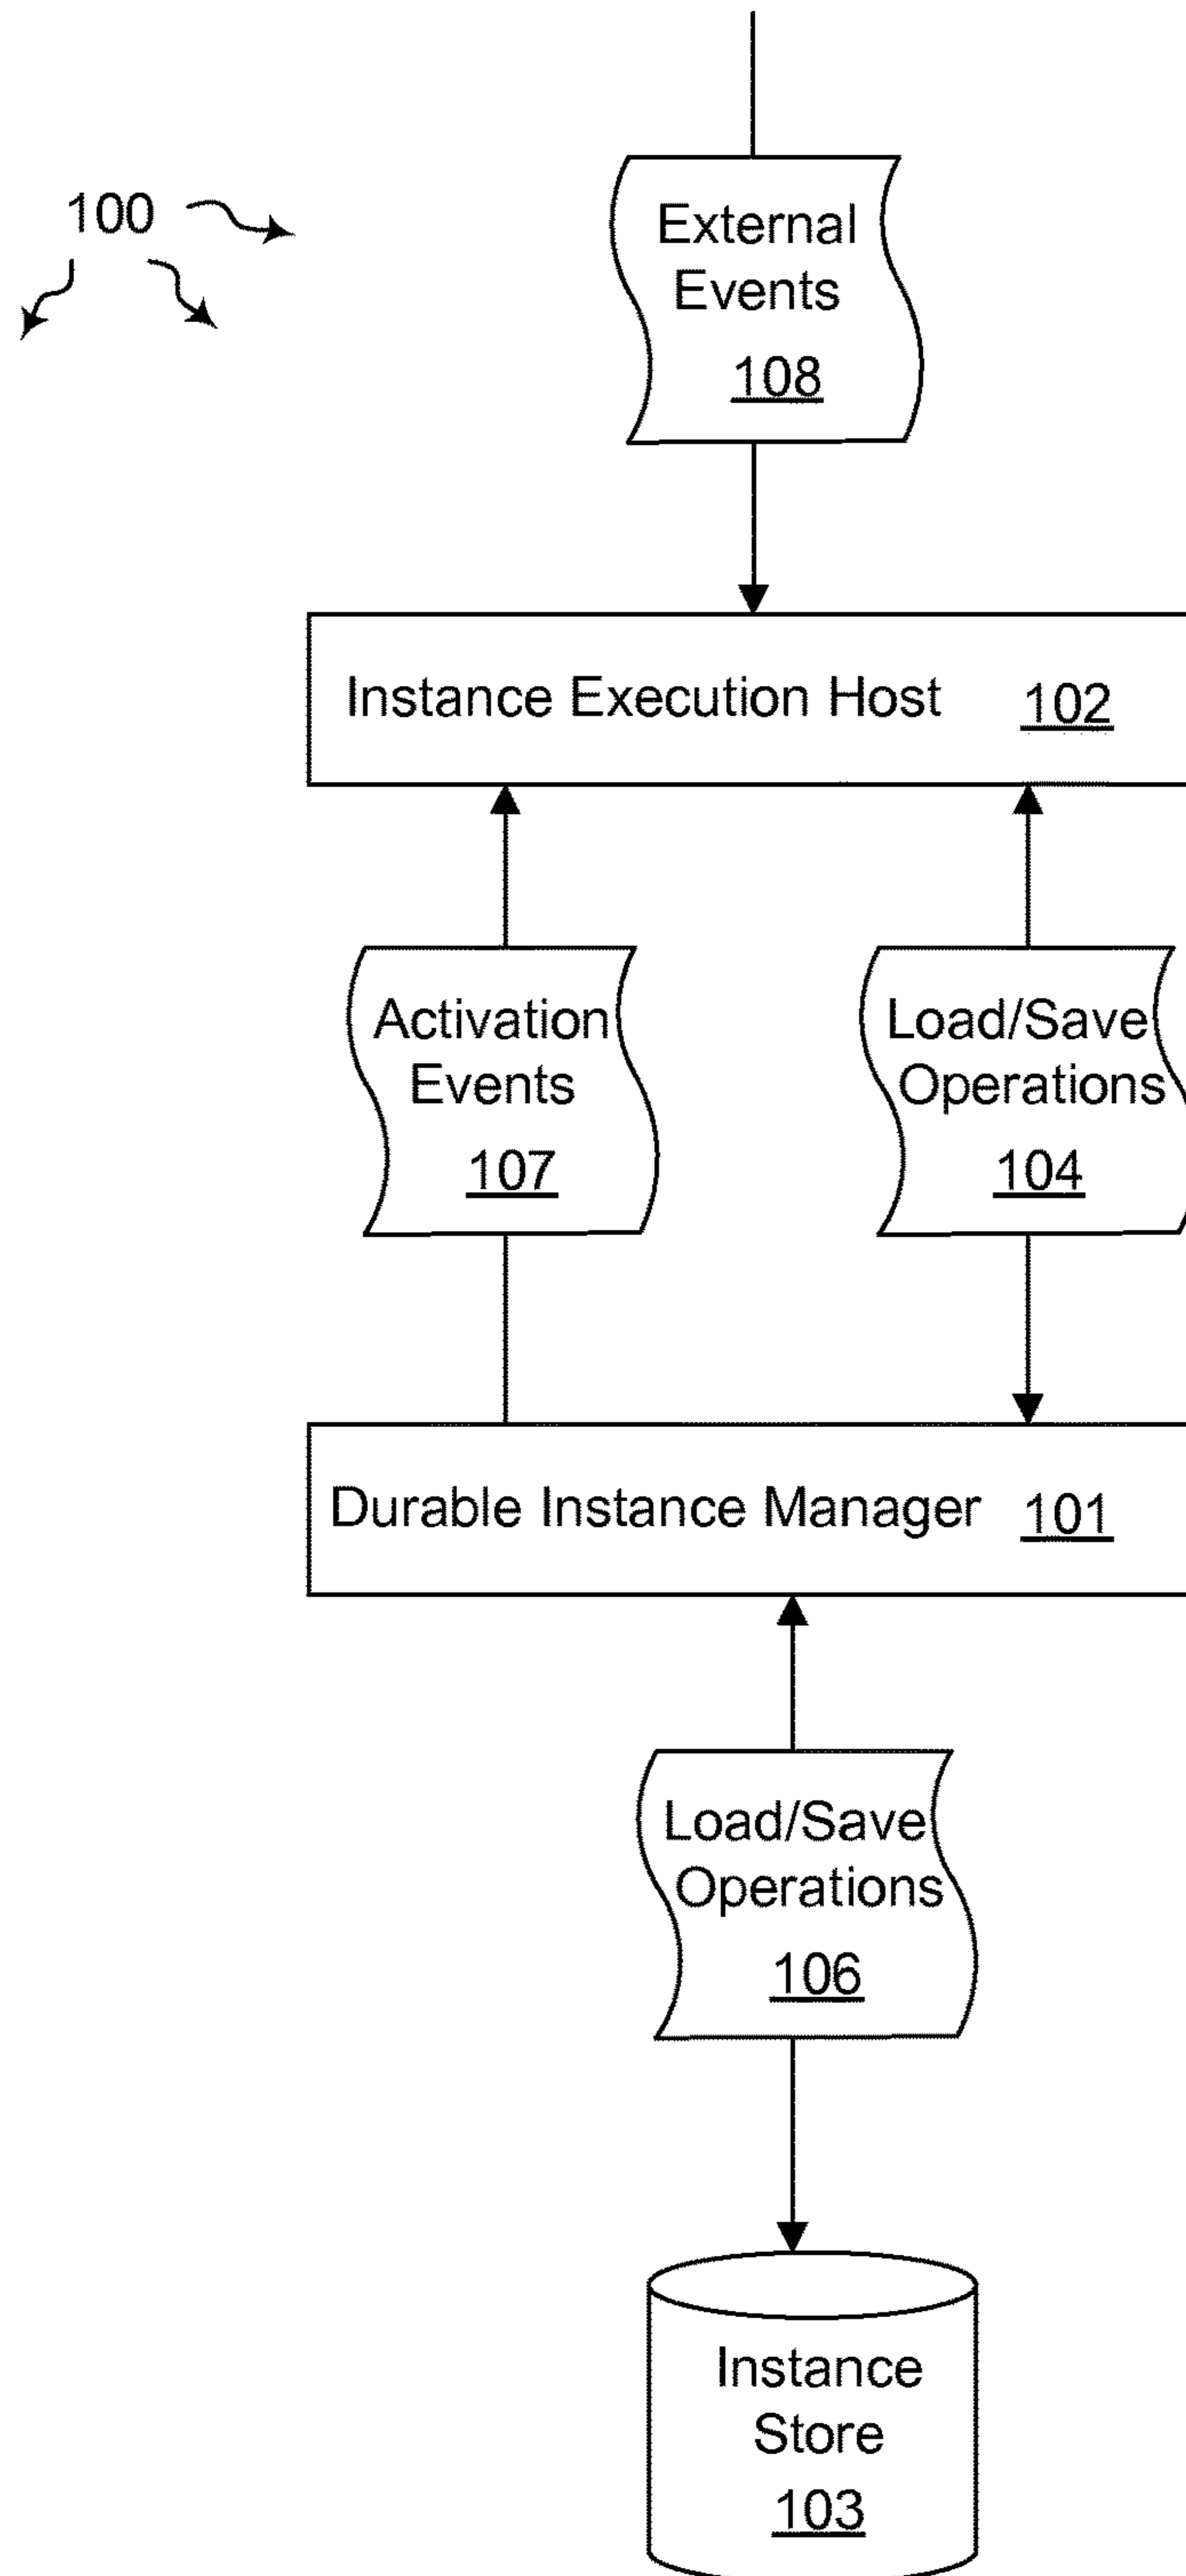 100
External
Events
108
Instance Execution Host 102
Activation
Events
107
Load/Save
Operations
104
Durable Instance Manager 101
Load/Save
Operations
106
Instance
Store
103